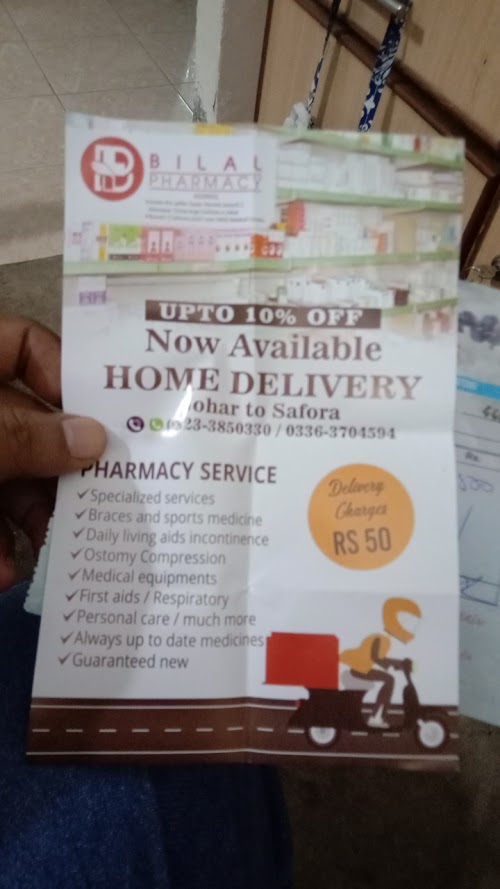 BILAL
PHARMACY
UPTO 10% OFF
Now Available
HOME DELIVERY
Johar to Safora
0323-3850330 / 0336-3704594
PHARMACY SERVICE
✓Specialized services
✓Braces and sports medicine
✓Daily living aids incontinence
✓Ostomy Compression
✓Medical equipments
✓First aids / Respiratory
✓Personal care / much more
✓Always up to date medicines
✓Guaranteed new
Delivery
Charges
RS 50
Rs.